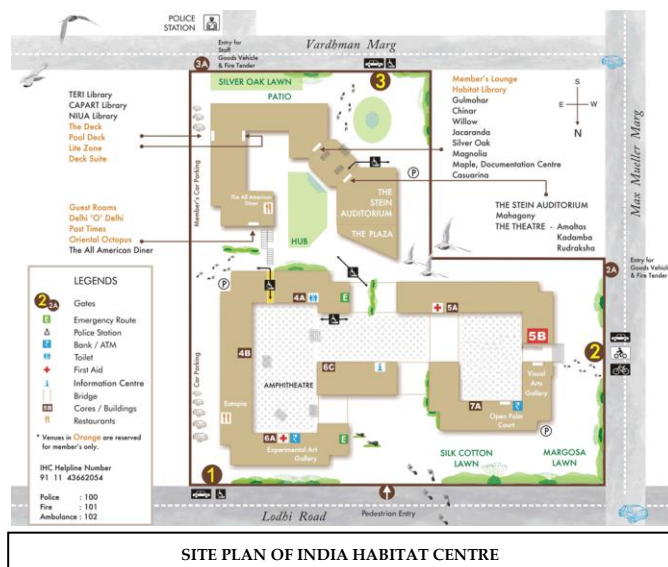 POLICE
STATION
Entry for
Staff
Goods Vehicle
& Fire Tender
Vardhman Marg
3A
3
SILVER OAK LAWN
PATIO
TERI Library
CAPART Library
NIUA Library
The Deck
Pool Deck
Lite Zone
Deck Suite
Member's Lounge
Habitat Library
Gulmohar
Chinar
Willow
Jacaranda
Silver Oak
Magnolia
Maple, Documentation Centre
Casuarina
S
E
W
N
Max Mueller Marg
Member's Car Parking
P
The All American
Diner
THE
STEIN
AUDITORIUM
THE PLAZA
HUB
THE STEIN AUDITORIUM
Mahagony
THE THEATRE - Amaltas
Kadamba
Rudraksha
Guest Rooms
Delhi 'O' Delhi
Past Times
Oriental Octopus
The All American Diner
2A
Entry for
Goods Vehicle
& Fire Tender
LEGENDS
2 2A Gates
E Emergency Route
Police Station
Bank / ATM
Toilet
First Aid
i Information Centre
Bridge
5B Cores / Buildings
Restaurants
* Venues in Orange are reserved
for member's only.
IHC Helpline Number
91 11 43662054
Police : 100
Fire : 101
Ambulance : 102
P
4A
E
5A
5B
2
4B
Car Parking
AMPHITHEATRE
6C
i
Visual
Arts
Gallery
Eatopia
7A
Open Palm
Court
P
6A
E
Experimental Art
Gallery
SILK COTTON
LAWN
MARGOSA
LAWN
1
Lodhi Road
Pedestrian Entry
SITE PLAN OF INDIA HABITAT CENTRE